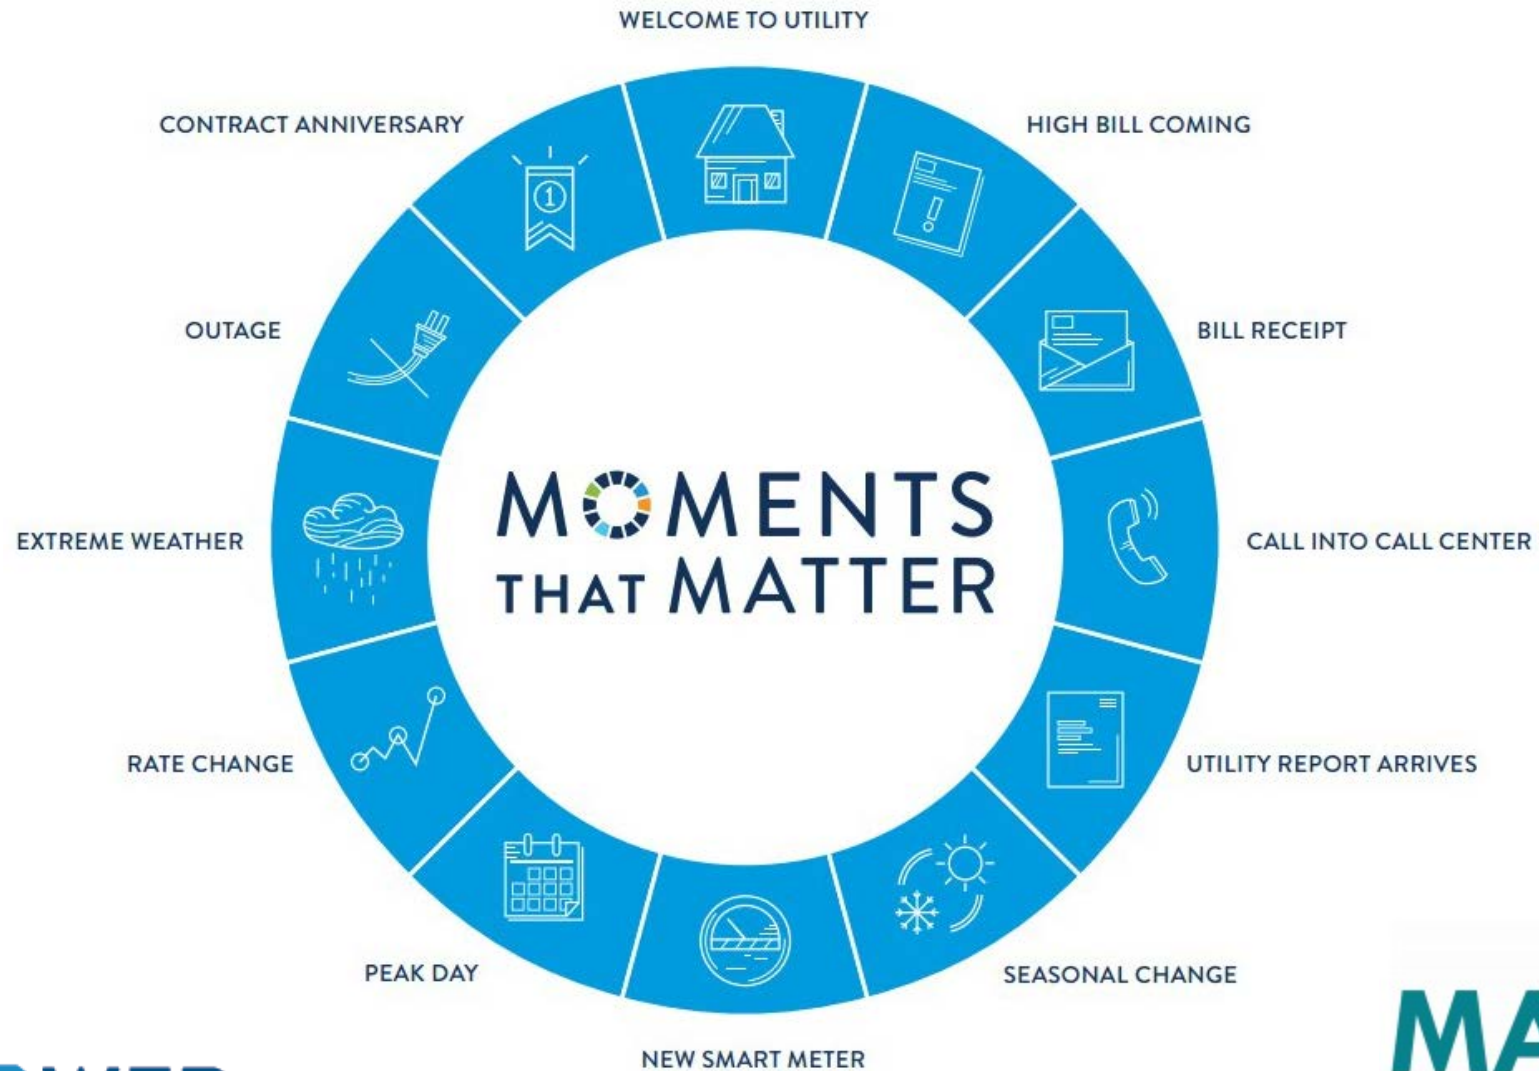 WELCOME TO UTILITY
CONTRACT ANNIVERSARY
HIGH BILL COMING
1
OUTAGE
BILL RECEIPT
MOMENTS
THAT MATTER
EXTREME WEATHER
CALL INTO CALL CENTER
RATE CHANGE
UTILITY REPORT ARRIVES
PEAK DAY
SEASONAL CHANGE
NEW SMART METER